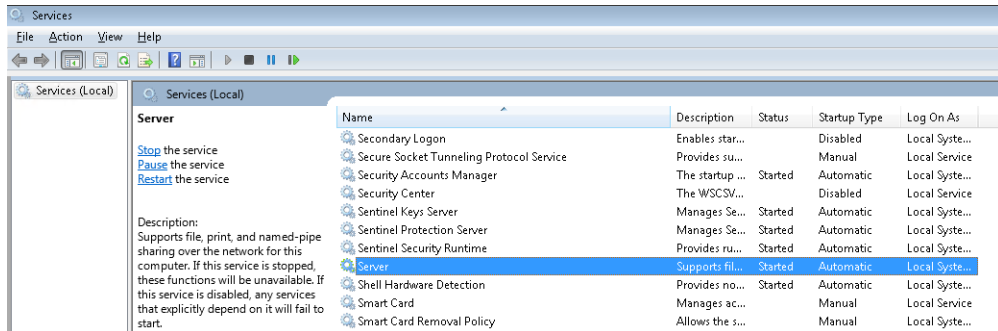 Services
File Action View Help
Services (Local)
Services (Local)
Server
Stop the service
Pause the service
Restart the service
Description:
Supports file, print, and named-pipe
sharing over the network for this
computer. If this service is stopped,
these functions will be unavailable. If
this service is disabled, any services
that explicitly depend on it will fail to
start.
Name Description Status Startup Type Log On As
Secondary Logon Enables star... Disabled Local Syste...
Secure Socket Tunneling Protocol Service Provides su... Manual Local Service
Security Accounts Manager The startup ... Started Automatic Local Syste...
Security Center The WSCSV... Disabled Local Service
Sentinel Keys Server Manages Se... Started Automatic Local Syste...
Sentinel Protection Server Manages Se... Started Automatic Local Syste...
Sentinel Security Runtime Provides ru... Started Automatic Local Syste...
Server Supports fil... Started Automatic Local Syste...
Shell Hardware Detection Provides no... Started Automatic Local Syste...
Smart Card Manages ac... Manual Local Service
Smart Card Removal Policy Allows the s... Manual Local Syste...